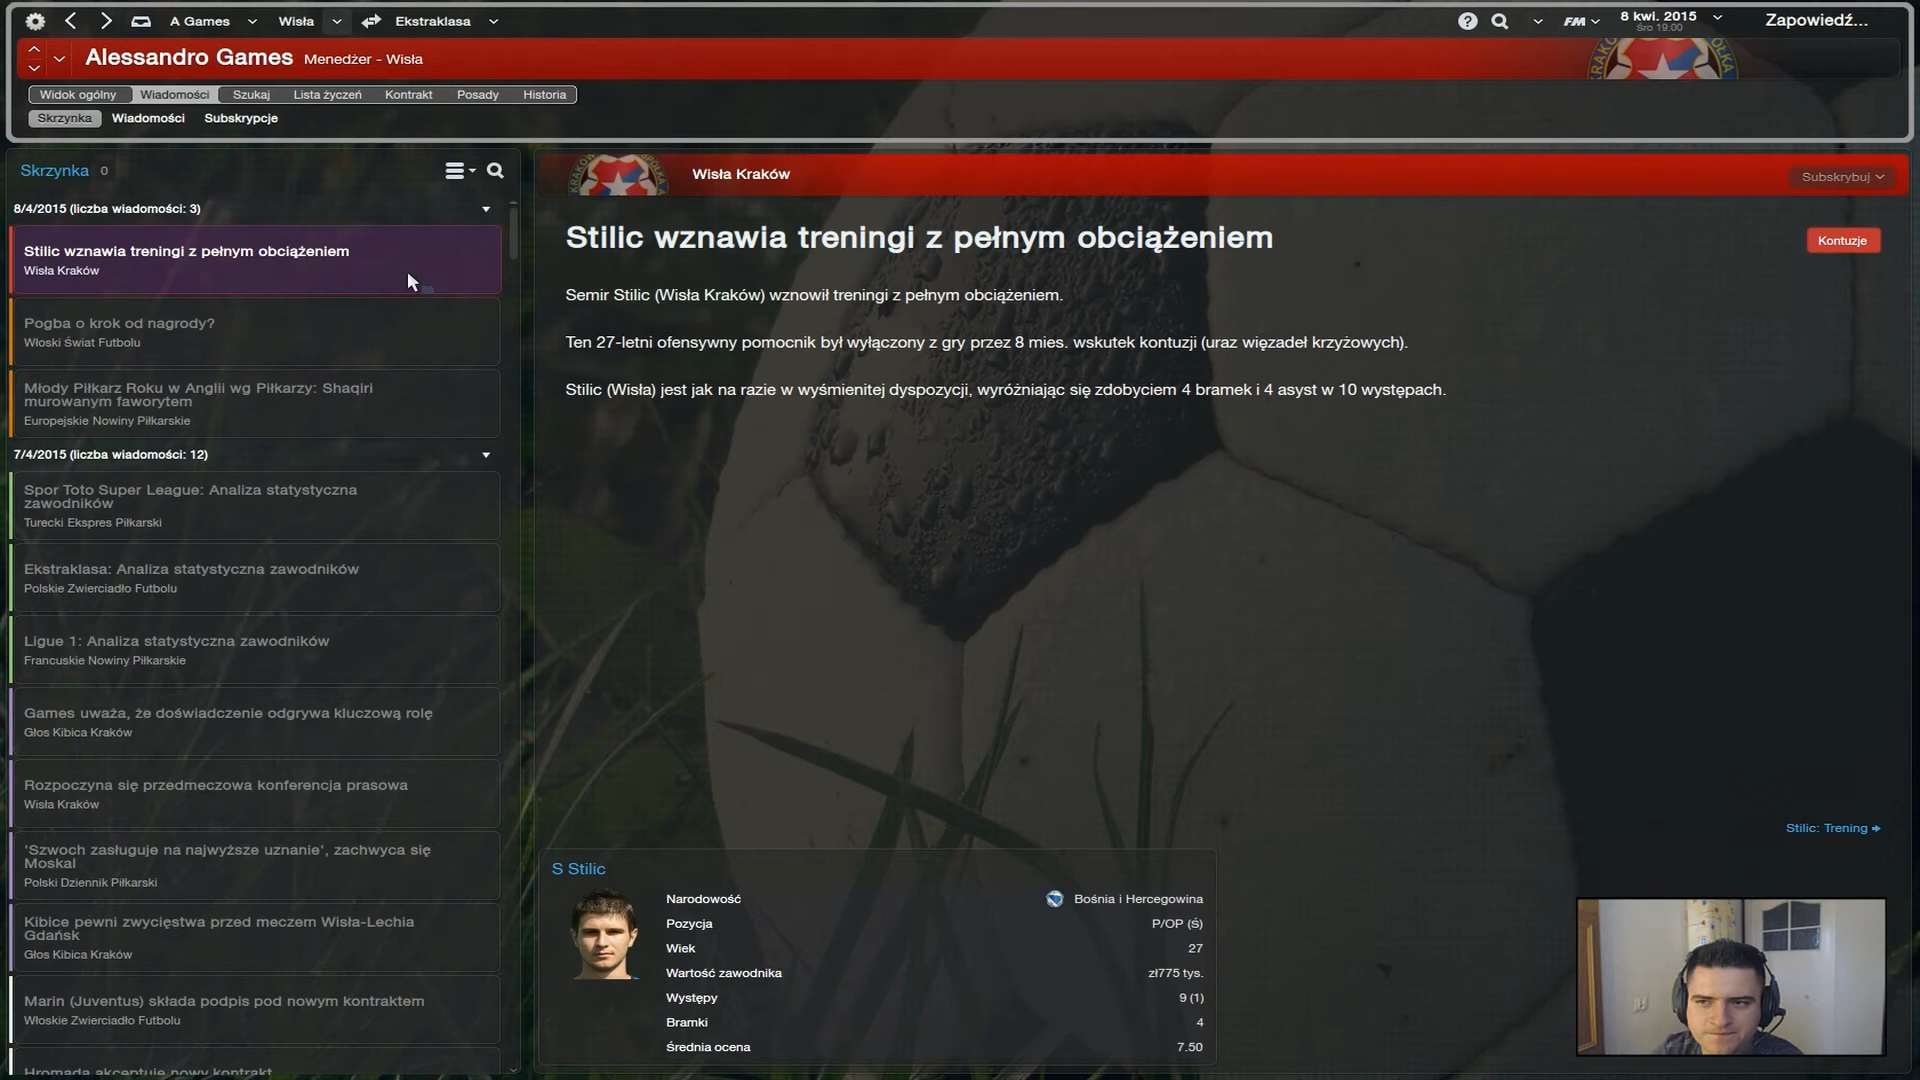 A Games
Wisła
Ekstraklasa
FM
8 kwi. 2015
Śro 19:00
Zapowiedź...
Alessandro Games
Menedżer - Wisła
Widok ogólny
Wiadomości
Szukaj
Lista życzeń
Kontrakt
Posady
Historia
Skrzynka
Wiadomości
Subskrypcje
Skrzynka 0
8/4/2015 (liczba wiadomości: 3)
Stilic wznawia treningi z pełnym obciążeniem
Wisła Kraków
Pogba o krok od nagrody?
Włoski Świat Futbolu
Młody Piłkarz Roku w Anglii wg Piłkarzy: Shaqiri
murowanym faworytem
Europejskie Nowiny Piłkarskie
7/4/2015 (liczba wiadomości: 12)
Spor Toto Super League: Analiza statystyczna
zawodników
Turecki Ekspres Piłkarski
Ekstraklasa: Analiza statystyczna zawodników
Polskie Zwierciadło Futbolu
Ligue 1: Analiza statystyczna zawodników
Francuskie Nowiny Piłkarskie
Games uważa, że doświadczenie odgrywa kluczową rolę
Głos Kibica Kraków
Rozpoczyna się przedmeczowa konferencja prasowa
Wisła Kraków
'Szwoch zasługuje na najwyższe uznanie', zachwyca się
Moskal
Polski Dziennik Piłkarski
Kibice pewni zwycięstwa przed meczem Wisła-Lechia
Gdańsk
Głos Kibica Kraków
Marin (Juventus) składa podpis pod nowym kontraktem
Włoskie Zwierciadło Futbolu
Hromada akceptuje nowy kontrakt
Wisła Kraków
Subskrybuj
Stilic wznawia treningi z pełnym obciążeniem
Kontuzje
Semir Stilic (Wisła Kraków) wznowił treningi z pełnym obciążeniem.
Ten 27-letni ofensywny pomocnik był wyłączony z gry przez 8 mies. wskutek kontuzji (uraz więzadeł krzyżowych).
Stilic (Wisła) jest jak na razie w wyśmienitej dyspozycji, wyróżniając się zdobyciem 4 bramek i 4 asyst w 10 występach.
Stilic: Trening
S Stilic
Narodowość Bośnia i Hercegowina
Pozycja P/OP (Ś)
Wiek 27
Wartość zawodnika zł775 tys.
Występy 9 (1)
Bramki 4
Średnia ocena 7.50